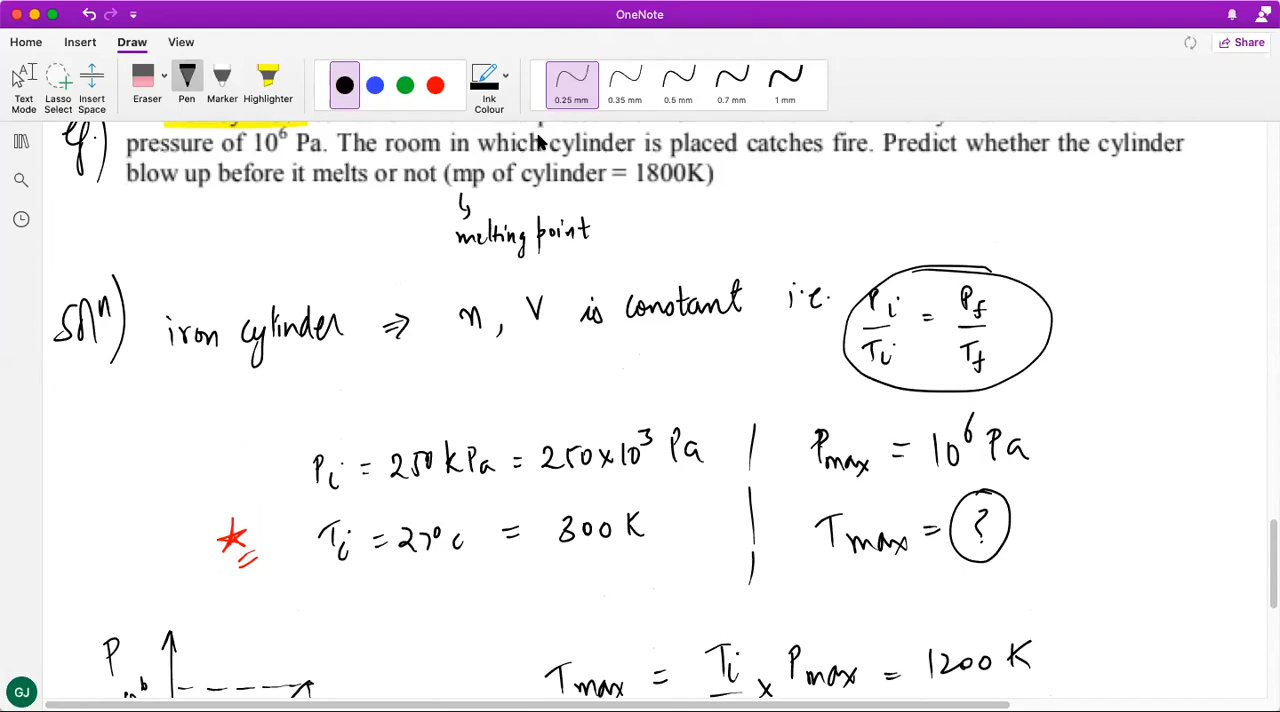 OneNote
Home Insert Draw View
Share
Text Mode
Lasso Select
Insert Space
Eraser
Pen
Marker
Highlighter
Ink Colour
0.25 mm
0.35 mm
0.5 mm
0.7 mm
1 mm
eg.)
pressure of 10⁶ Pa. The room in which cylinder is placed catches fire. Predict whether the cylinder
blow up before it melts or not (mp of cylinder = 1800K)
↳
melting point
Solⁿ) iron cylinder ⇒ n, V is constant i.e. Pi/Ti = Pf/Tf
Pi = 250 kPa = 250×10³ Pa | Pmax = 10⁶ Pa
Ti = 27°C = 300 K | Tmax = ?
P
Tmax = Ti × Pmax = 1200 K
GJ